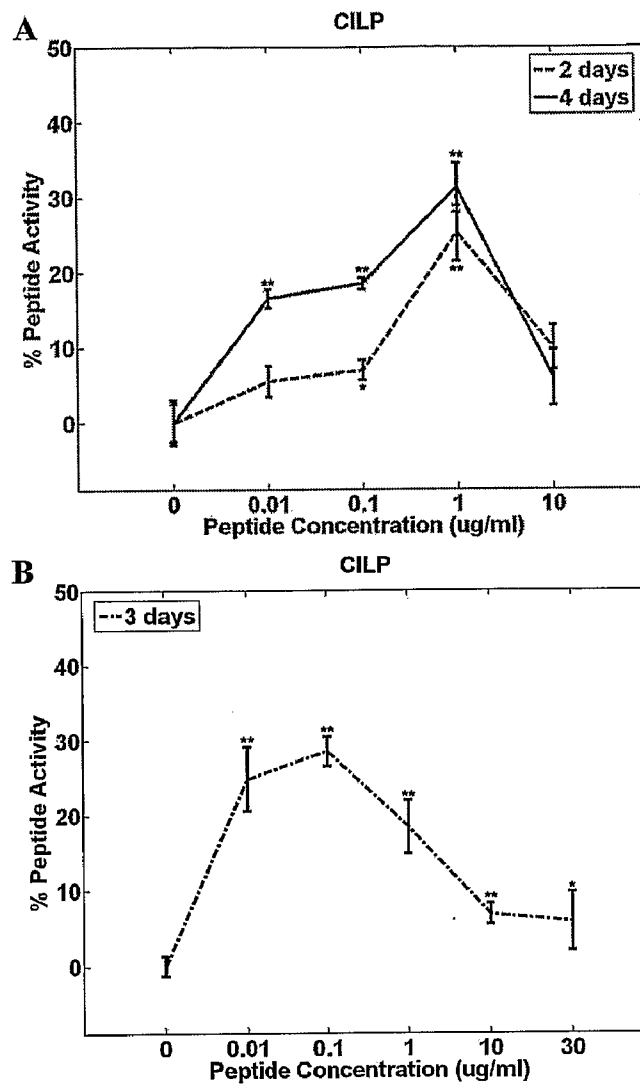 A
CILP
50
40
30
20
10
0
% Peptide Activity
2 days
4 days
**
**
**
*
**
0 0.01 0.1 1 10
Peptide Concentration (ug/ml)
B
CILP
50
40
30
20
10
0
% Peptide Activity
3 days
**
**
**
**
*
0 0.01 0.1 1 10 30
Peptide Concentration (ug/ml)